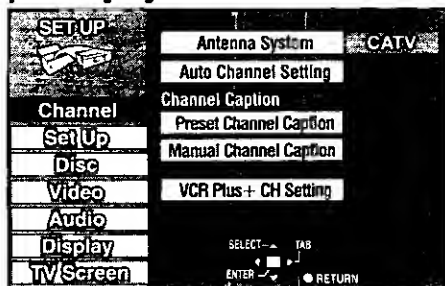 SET UP
Antenna System CATV
Auto Channel Setting
Channel Caption
Preset Channel Caption
Manual Channel Caption
VCR Plus+ CH Setting
Channel
Set Up
Disc
Video
Audio
Display
TV Screen
SELECT TAB
ENTER RETURN